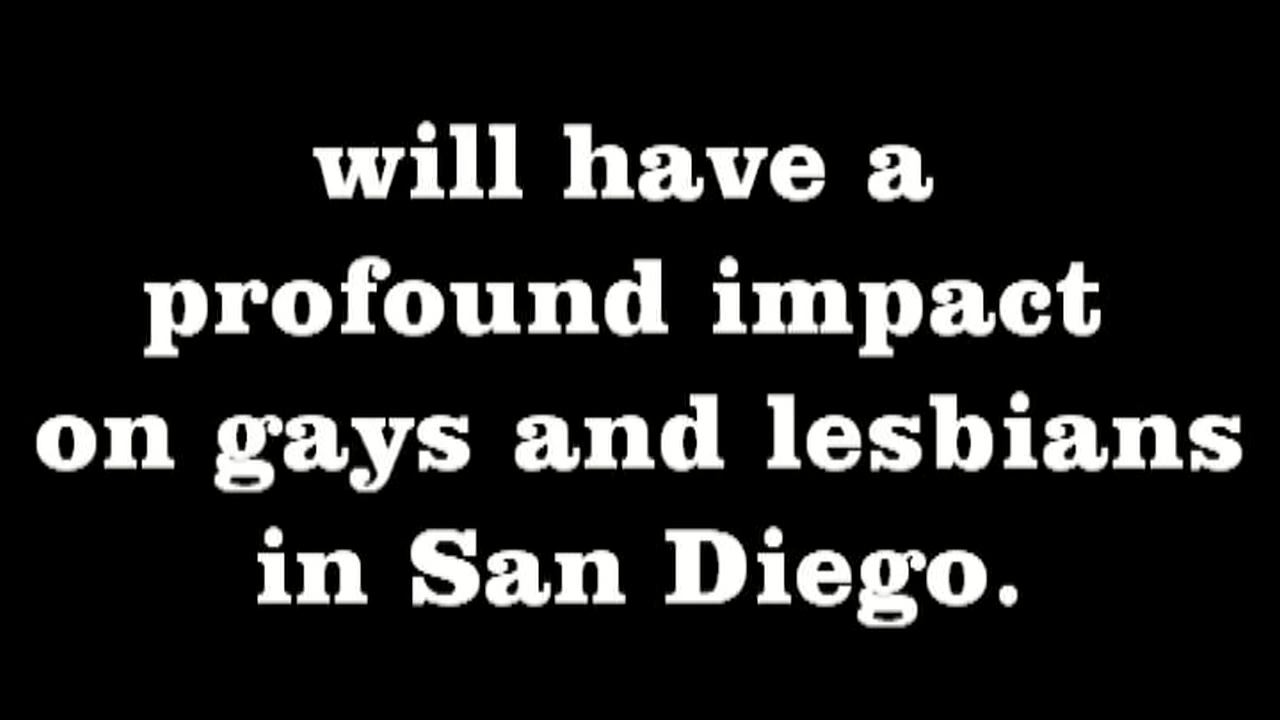 will have a
profound impact
on gays and lesbians
in San Diego.